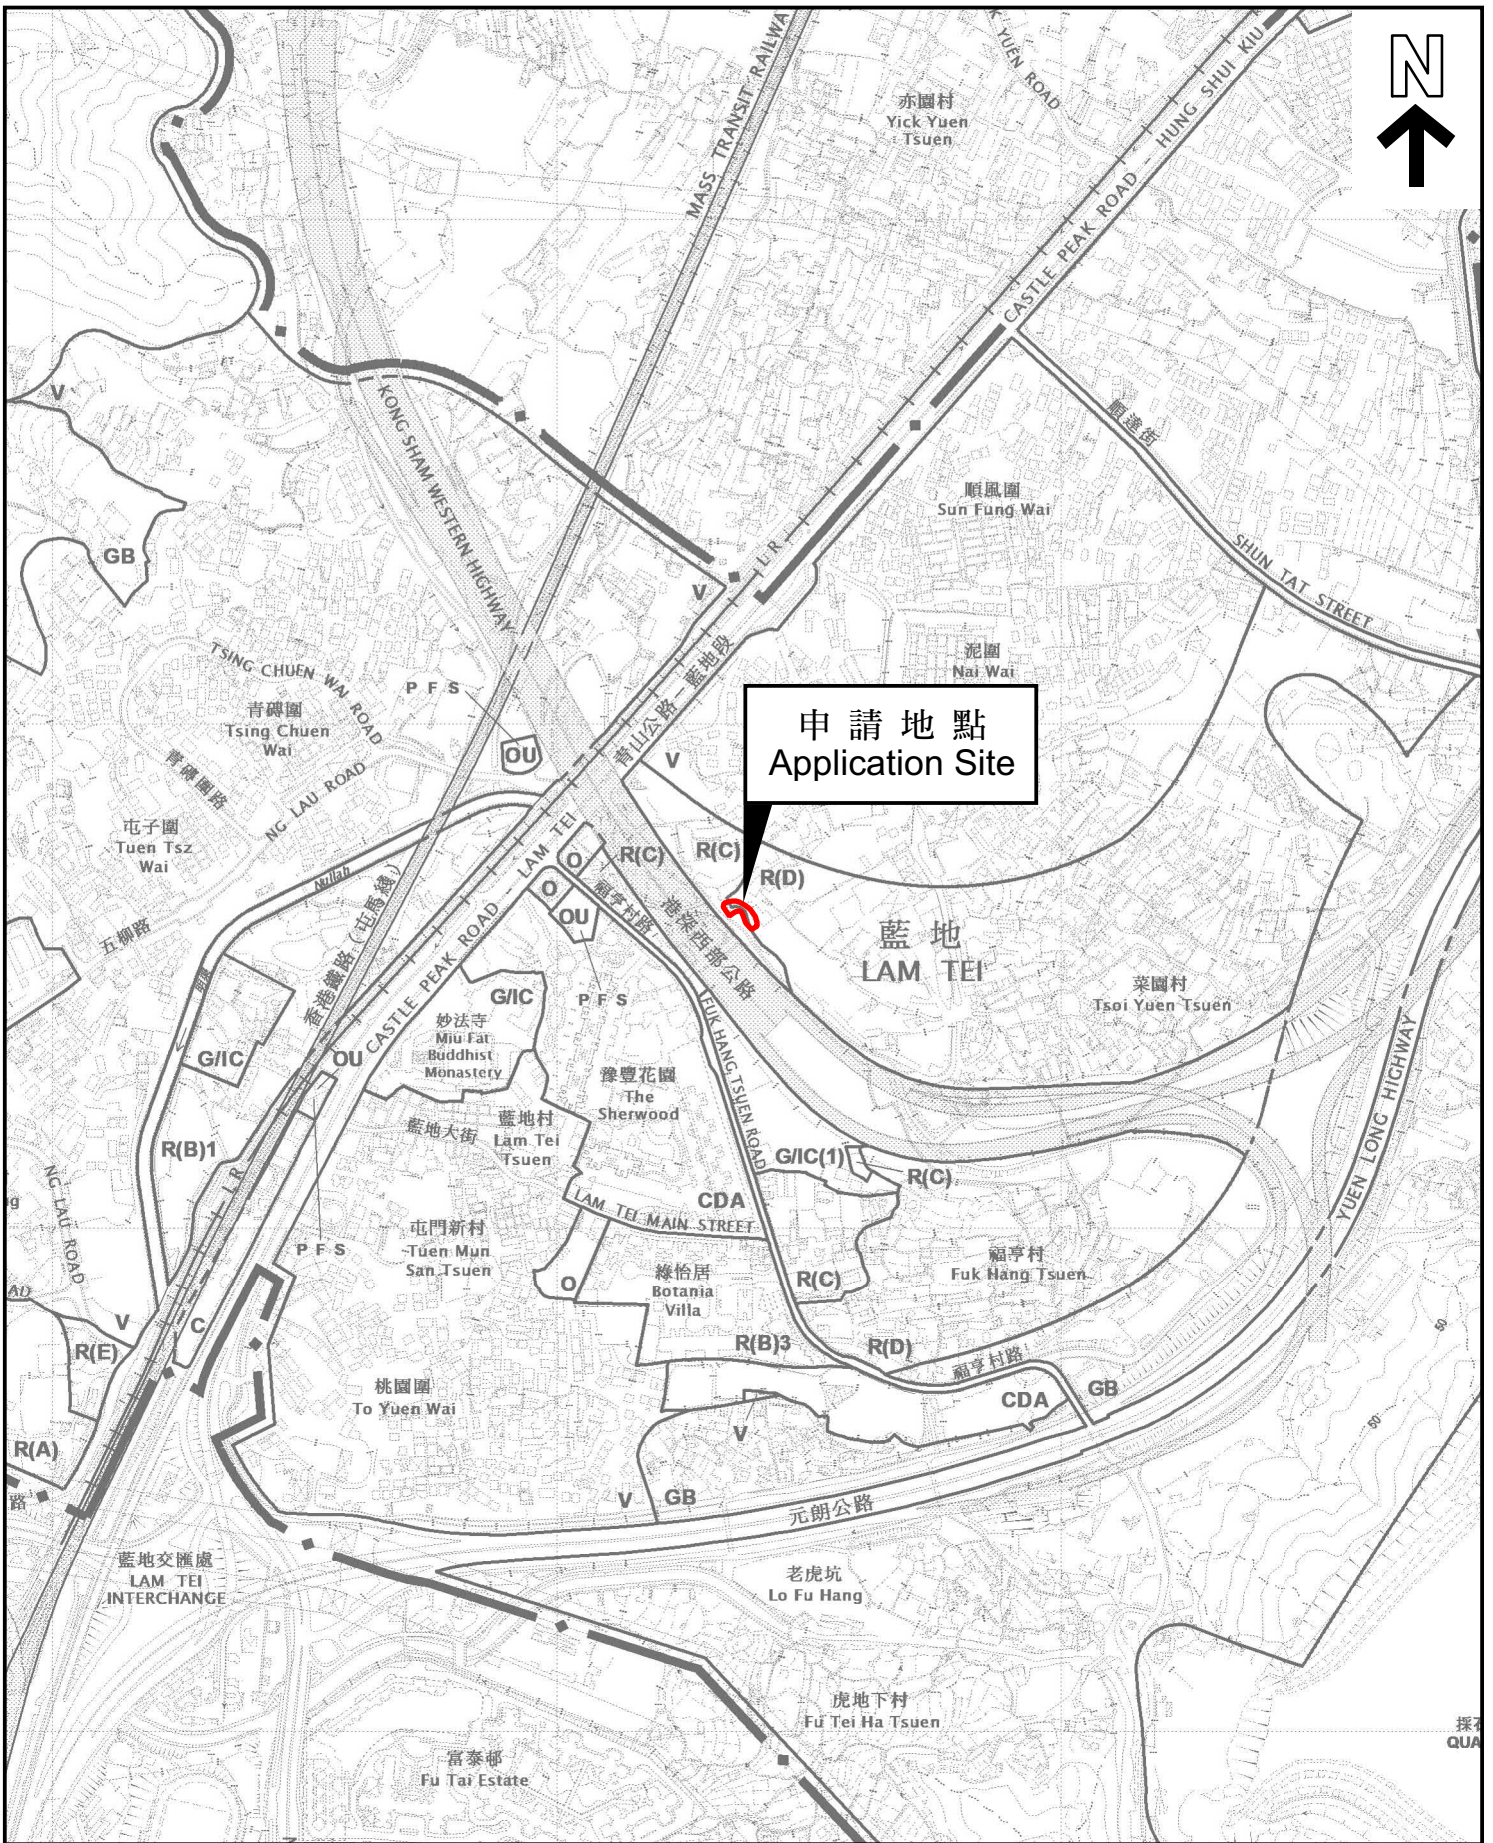 N
MASS TRANSIT RAILWA
K YUEN ROAD
亦園村
Yick Yuen
Tsuen
CASTLE PEAK ROAD - HUNG SHUI KIU
V
KONG SHAM WESTERN HIGHWAY
順達街
順風圍
Sun Fung Wai
SHUN TAT STREET
GB
L R
V
泥圍
Nai Wai
TSING CHUEN WAI ROAD
青磚圍
Tsing Chuen
Wai
P F S
OU
青山公路－藍地段
V
申請地點
Application Site
青磚圍路
NG LAU ROAD
屯子圍
Tuen Tsz
Wai
Nullah
五柳路
香港鐵路（屯馬綫）
CASTLE PEAK ROAD - LAM TEI
O
O
OU
R(C)
R(C)
R(D)
福亨村路
港深西部公路
藍地
LAM TEI
菜園村
Tsoi Yuen Tsuen
G/IC
P F S
妙法寺
Miu Fat
Buddhist
Monastery
G/IC
OU
FUK HANG TSUEN ROAD
豫豐花園
The
Sherwood
藍地大街
藍地村
Lam Tei
Tsuen
R(B)1
L R
NG LAU ROAD
G/IC(1)
R(C)
YUEN LONG HIGHWAY
CDA
LAM TEI MAIN STREET
屯門新村
Tuen Mun
San Tsuen
P F S
O
綠怡居
Botania
Villa
R(C)
福亨村
Fuk Hang Tsuen
AD
V
C
R(E)
R(B)3
R(D)
福亨村路
50
桃園圍
To Yuen Wai
CDA
GB
V
50
R(A)
路
V
GB
元朗公路
藍地交匯處
LAM TEI
INTERCHANGE
老虎坑
Lo Fu Hang
虎地下村
Fu Tei Ha Tsuen
富泰邨
Fu Tai Estate
採石
QUA